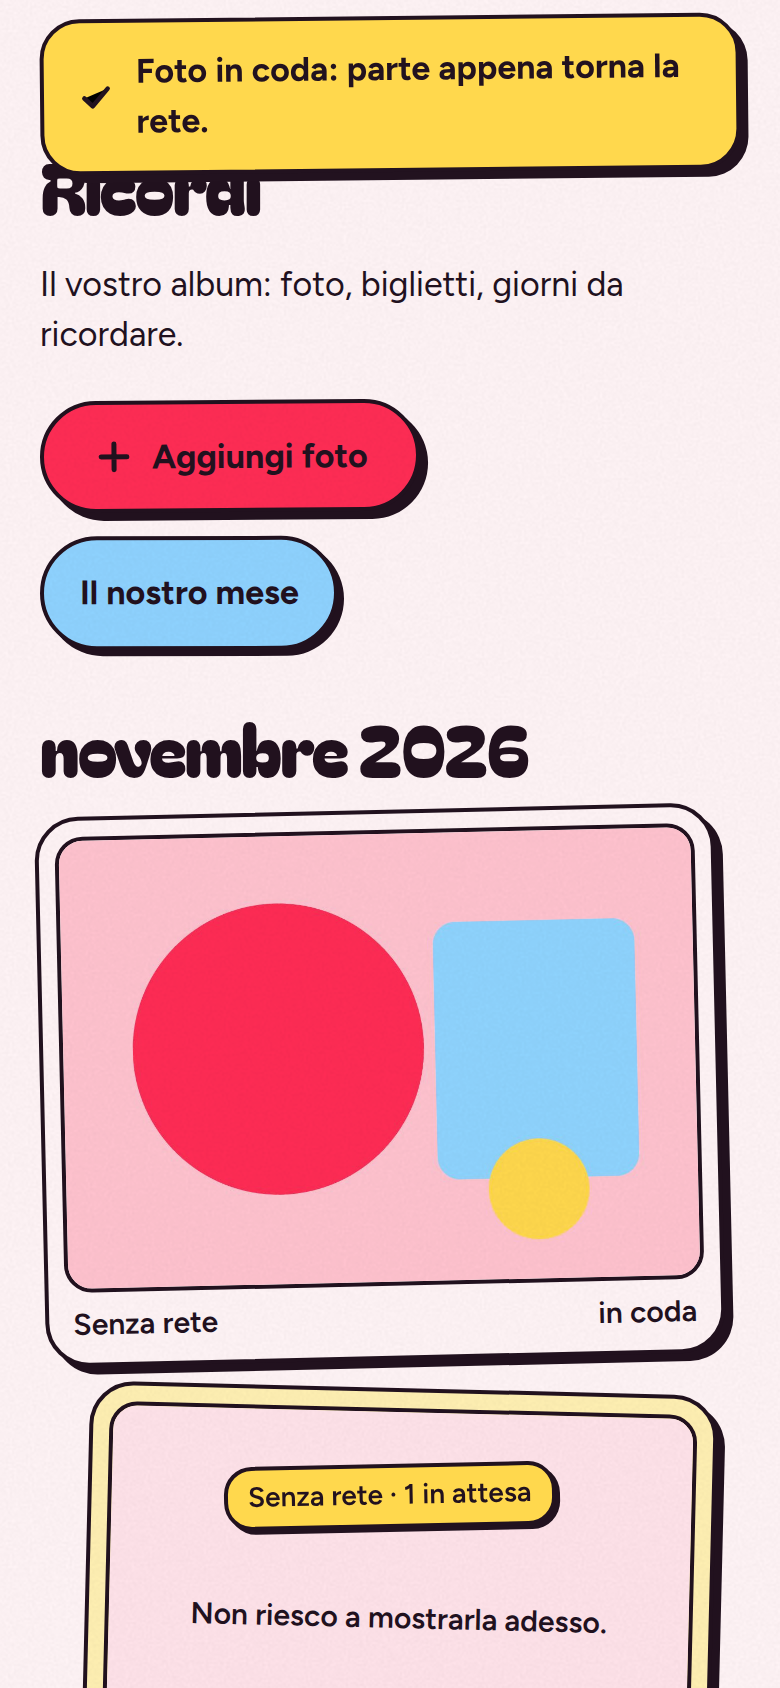 Foto in coda: parte appena torna la
rete.
Ricordi
Il vostro album: foto, biglietti, giorni da
ricordare.
Aggiungi foto
Il nostro mese
novembre 2026
Senza rete
in coda
Senza rete · 1 in attesa
Non riesco a mostrarla adesso.